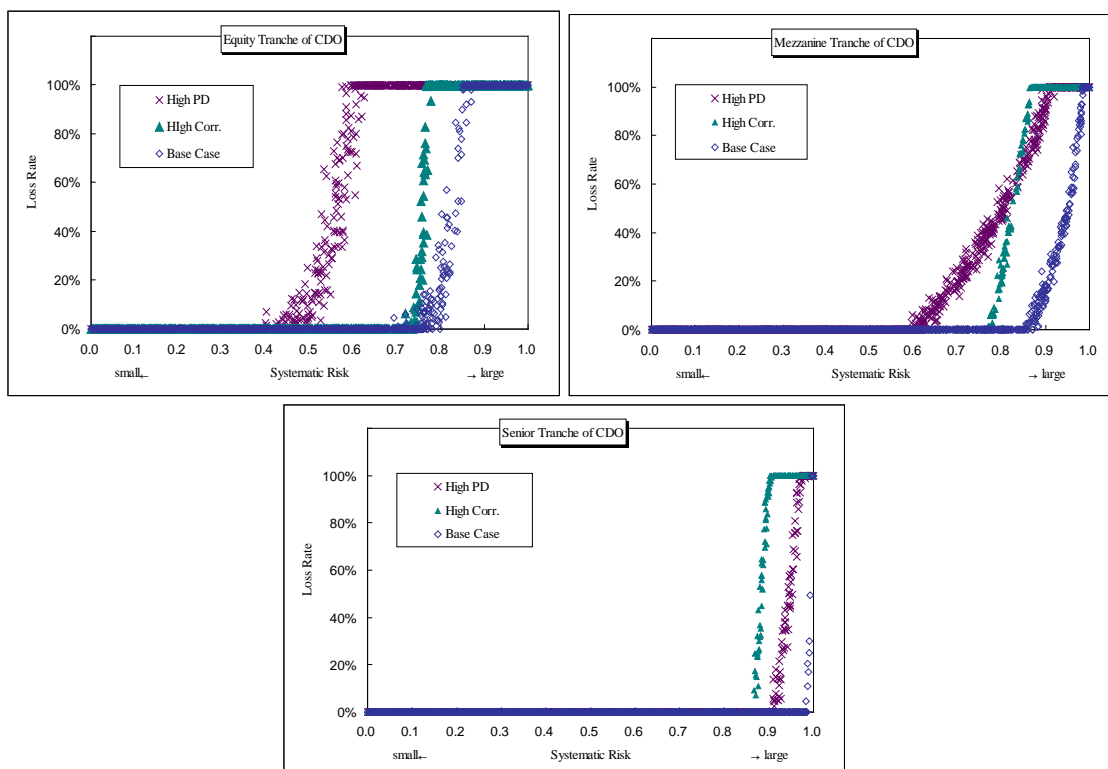 Equity Tranche of CDO
High PD
HIgh Corr.
Base Case
Loss Rate
100%
80%
60%
40%
20%
0%
0.0 0.1 0.2 0.3 0.4 0.5 0.6 0.7 0.8 0.9 1.0
small← Systematic Risk → large
Mezzanine Tranche of CDO
High PD
High Corr.
Base Case
Loss Rate
100%
80%
60%
40%
20%
0%
0.0 0.1 0.2 0.3 0.4 0.5 0.6 0.7 0.8 0.9 1.0
small← Systematic Risk → large
Senior Tranche of CDO
High PD
High Corr.
Base Case
Loss Rate
100%
80%
60%
40%
20%
0%
0.0 0.1 0.2 0.3 0.4 0.5 0.6 0.7 0.8 0.9 1.0
small← Systematic Risk → large